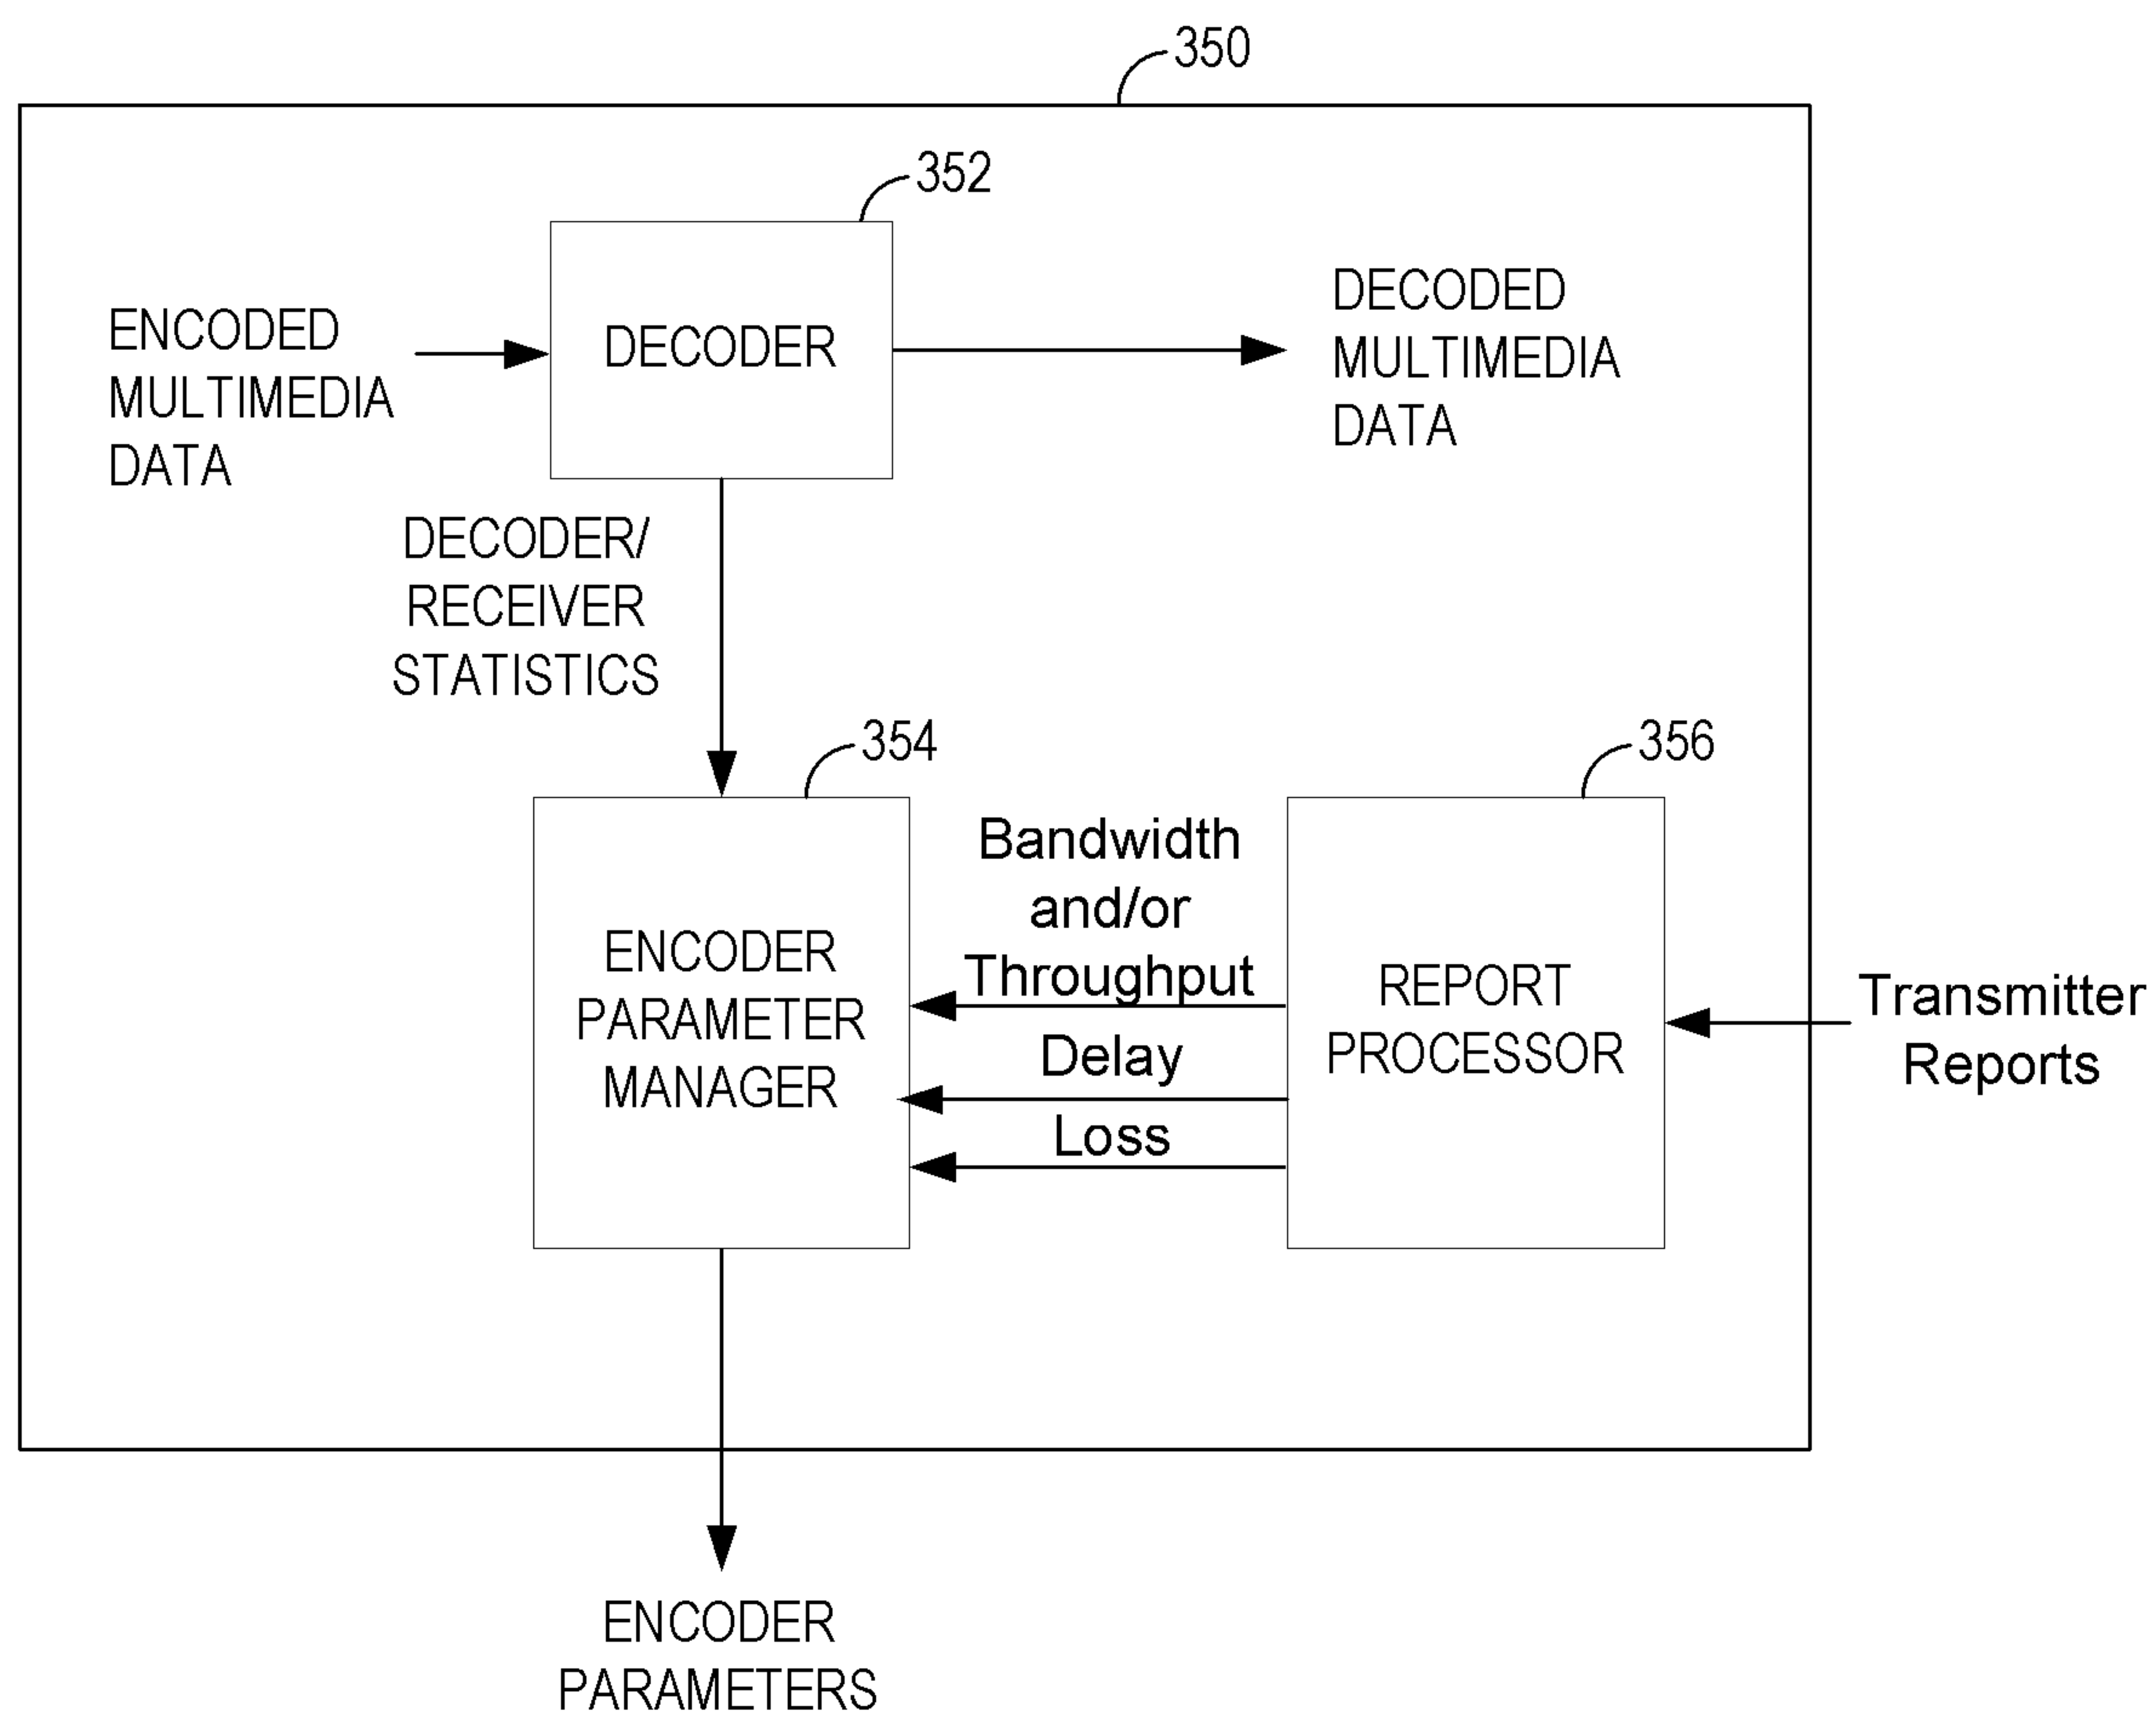 350
352
ENCODED
MULTIMEDIA
DATA
DECODER
DECODED
MULTIMEDIA
DATA
DECODER/
RECEIVER
STATISTICS
354
356
ENCODER
PARAMETER
MANAGER
Bandwidth
and/or
Throughput
Delay
Loss
REPORT
PROCESSOR
Transmitter
Reports
ENCODER
PARAMETERS